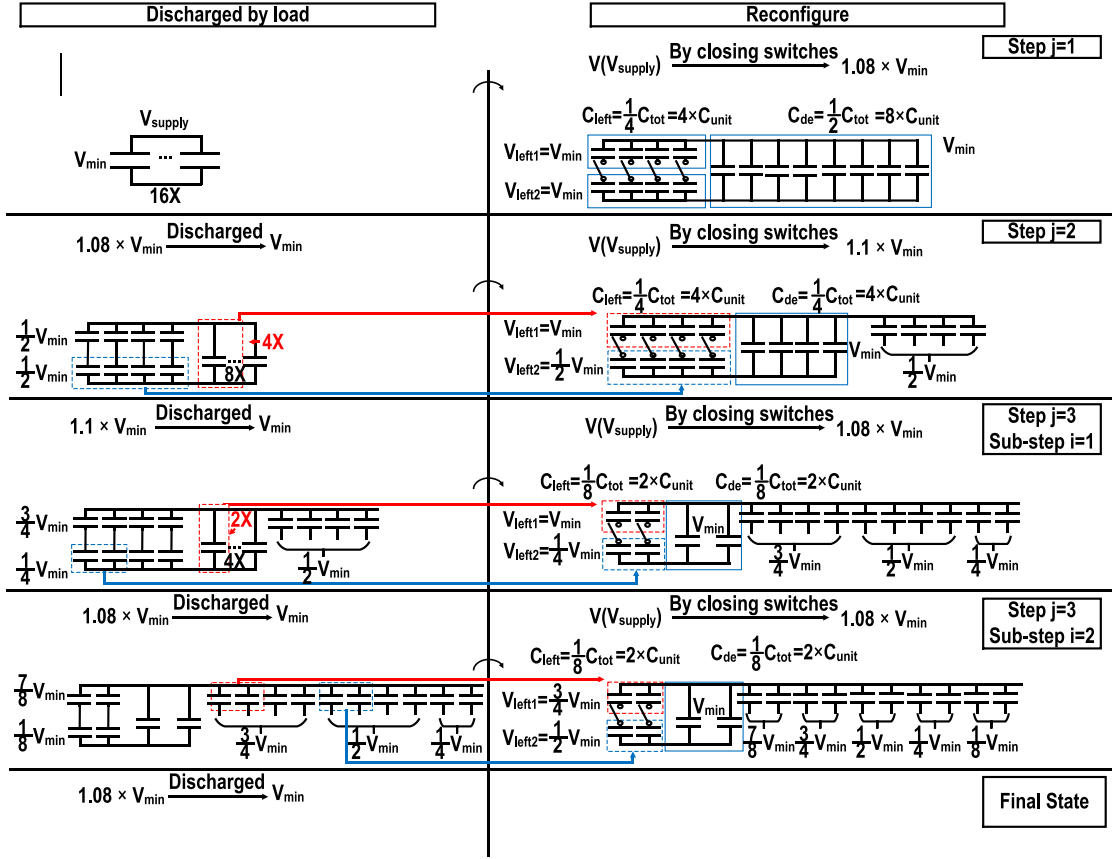 Discharged by load
Reconfigure
Step j=1
V(Vsupply) By closing switches 1.08 × Vmin
Vsupply
Vmin
...
16X
Cleft=1/4Ctot=4×Cunit
Cde=1/2Ctot=8×Cunit
Vleft1=Vmin
Vleft2=Vmin
Vmin
1.08 × Vmin Discharged Vmin
V(Vsupply) By closing switches 1.1 × Vmin
Step j=2
Cleft=1/4Ctot=4×Cunit
Cde=1/4Ctot=4×Cunit
1/2Vmin
1/2Vmin
4X
...
8X
Vleft1=Vmin
Vleft2=1/2Vmin
Vmin
1/2Vmin
1.1 × Vmin Discharged Vmin
V(Vsupply) By closing switches 1.08 × Vmin
Step j=3
Sub-step i=1
Cleft=1/8Ctot=2×Cunit
Cde=1/8Ctot=2×Cunit
3/4Vmin
1/4Vmin
2X
...
4X
1/2Vmin
Vleft1=Vmin
Vleft2=1/4Vmin
Vmin
3/4Vmin
1/2Vmin
1/4Vmin
1.08 × Vmin Discharged Vmin
V(Vsupply) By closing switches 1.08 × Vmin
Step j=3
Sub-step i=2
Cleft=1/8Ctot=2×Cunit
Cde=1/8Ctot=2×Cunit
7/8Vmin
1/8Vmin
3/4Vmin
1/2Vmin
1/4Vmin
Vleft1=3/4Vmin
Vleft2=1/2Vmin
Vmin
7/8Vmin
3/4Vmin
1/2Vmin
1/4Vmin
1/8Vmin
1.08 × Vmin Discharged Vmin
Final State